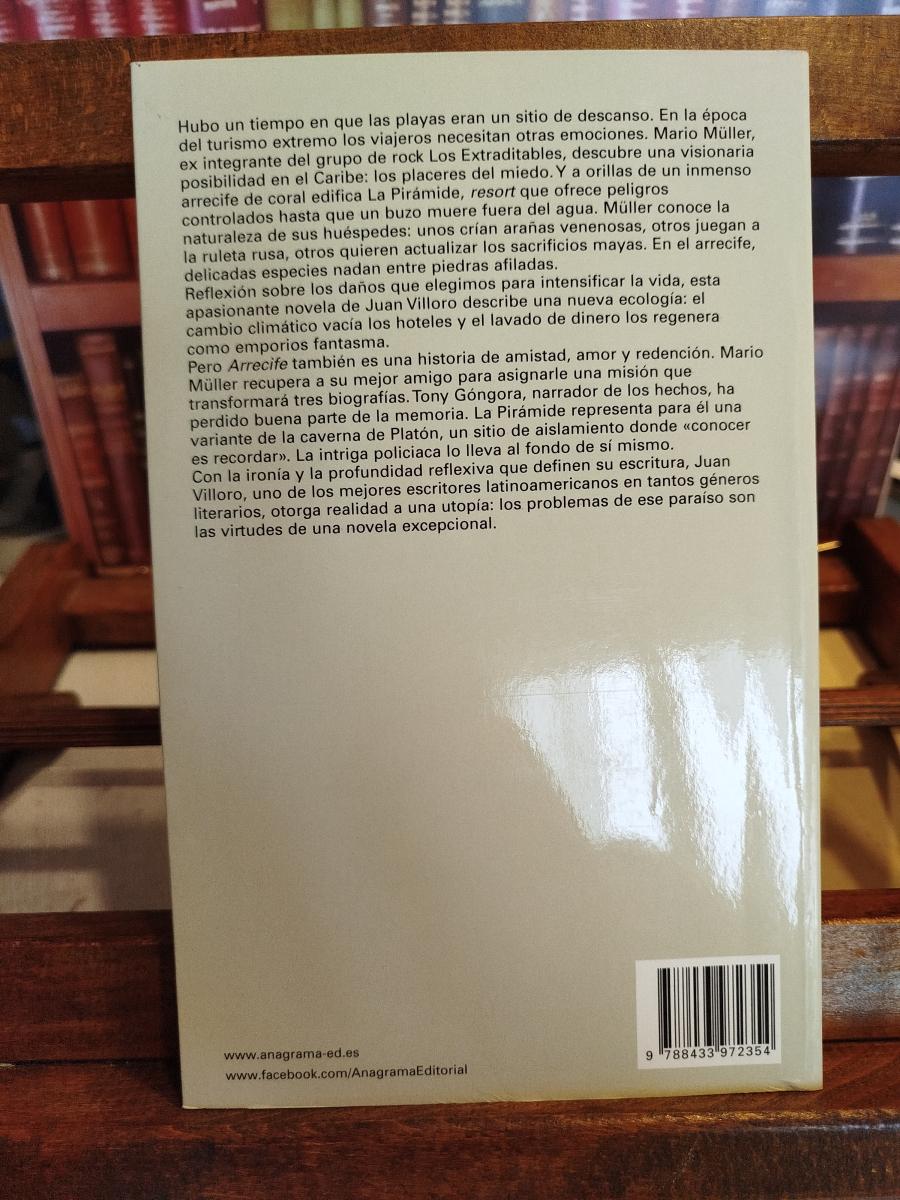 Hubo un tiempo en que las playas eran un sitio de descanso. En la época
del turismo extremo los viajeros necesitan otras emociones. Mario Müller,
ex integrante del grupo de rock Los Extraditables, descubre una visionaria
posibilidad en el Caribe: los placeres del miedo. Y a orillas de un inmenso
arrecife de coral edifica La Pirámide, resort que ofrece peligros
controlados hasta que un buzo muere fuera del agua. Müller conoce la
naturaleza de sus huéspedes: unos crían arañas venenosas, otros juegan a
la ruleta rusa, otros quieren actualizar los sacrificios mayas. En el arrecife,
delicadas especies nadan entre piedras afiladas.
Reflexión sobre los daños que elegimos para intensificar la vida, esta
apasionante novela de Juan Villoro describe una nueva ecología: el
cambio climático vacía los hoteles y el lavado de dinero los regenera
como emporios fantasma.
Pero Arrecife también es una historia de amistad, amor y redención. Mario
Müller recupera a su mejor amigo para asignarle una misión que
transformará tres biografías. Tony Góngora, narrador de los hechos, ha
perdido buena parte de la memoria. La Pirámide representa para él una
variante de la caverna de Platón, un sitio de aislamiento donde «conocer
es recordar». La intriga policiaca lo lleva al fondo de sí mismo.
Con la ironía y la profundidad reflexiva que definen su escritura, Juan
Villoro, uno de los mejores escritores latinoamericanos en tantos géneros
literarios, otorga realidad a una utopía: los problemas de ese paraíso son
las virtudes de una novela excepcional.
www.anagrama-ed.es
www.facebook.com/AnagramaEditorial
9 788433 972354